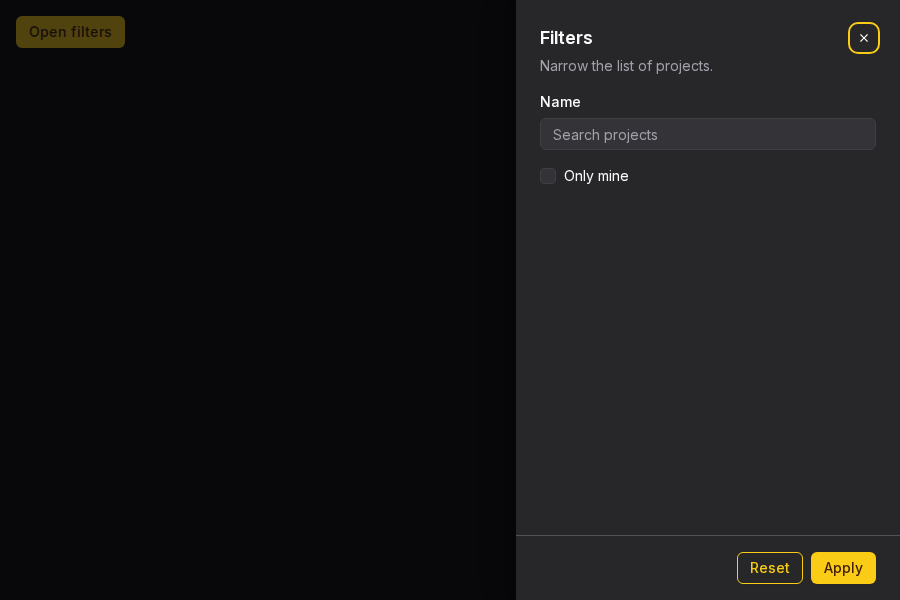 Open filters
Filters
Narrow the list of projects.
Name
Search projects
Only mine
Reset
Apply